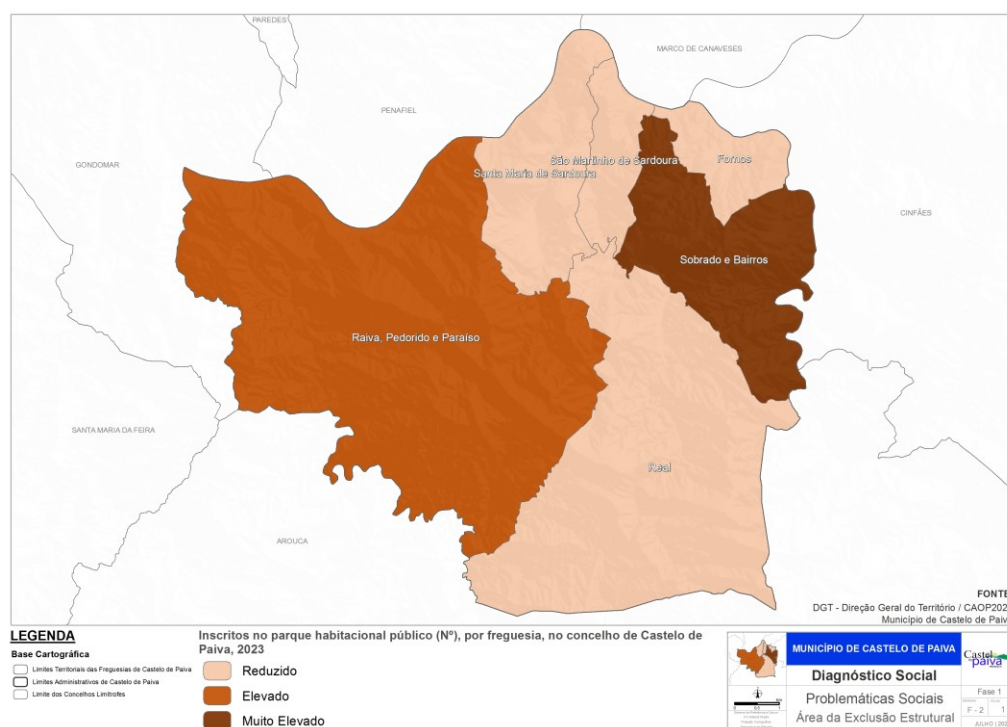 PAREDES
MARCO DE CANAVESES
PENAFIEL
GONDOMAR
São Martinho de Sardoura
Fornos
Santa Maria de Sardoura
CINFÃES
Sobrado e Bairros
Raiva, Pedorido e Paraíso
SANTA MARIA DA FEIRA
Real
AROUCA
FONTE
DGT - Direção Geral do Território / CAOP202
Município de Castelo de Paiv
LEGENDA
Base Cartográfica
Limites Territoriais das Freguesias de Castelo de Paiva
Limites Administrativos de Castelo de Paiva
Limite dos Concelhos Limítrofes
Inscritos no parque habitacional público (Nº), por freguesia, no concelho de Castelo de
Paiva, 2023
Reduzido
Elevado
Muito Elevado
MUNICÍPIO DE CASTELO DE PAIVA
Diagnóstico Social
Problemáticas Sociais
Área da Exclusão Estrutural
Castel
paiva
Fase 1
F - 2